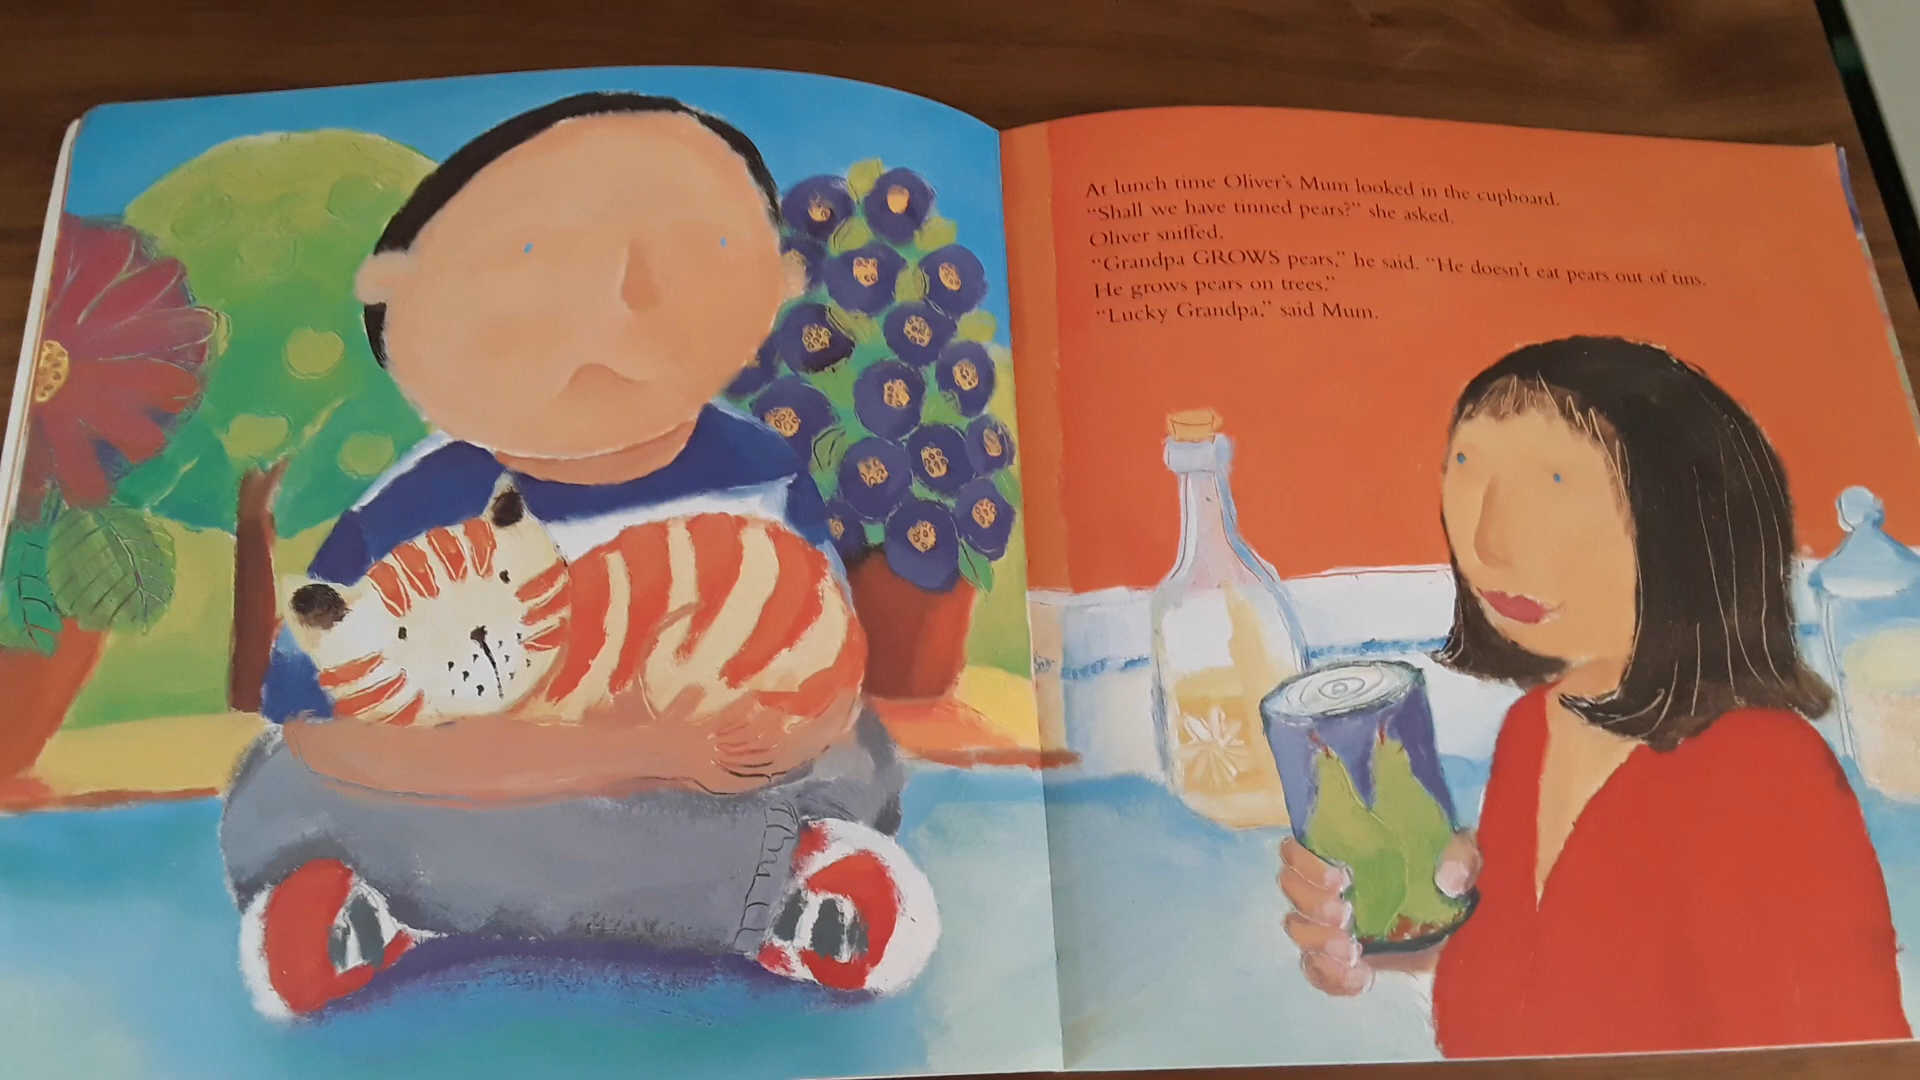 At lunch time Oliver's Mum looked in the cupboard.
"Shall we have tinned pears?" she asked.
Oliver sniffed.
"Grandpa GROWS pears," he said. "He doesn't eat pears out of tins.
He grows pears on trees."
"Lucky Grandpa," said Mum.